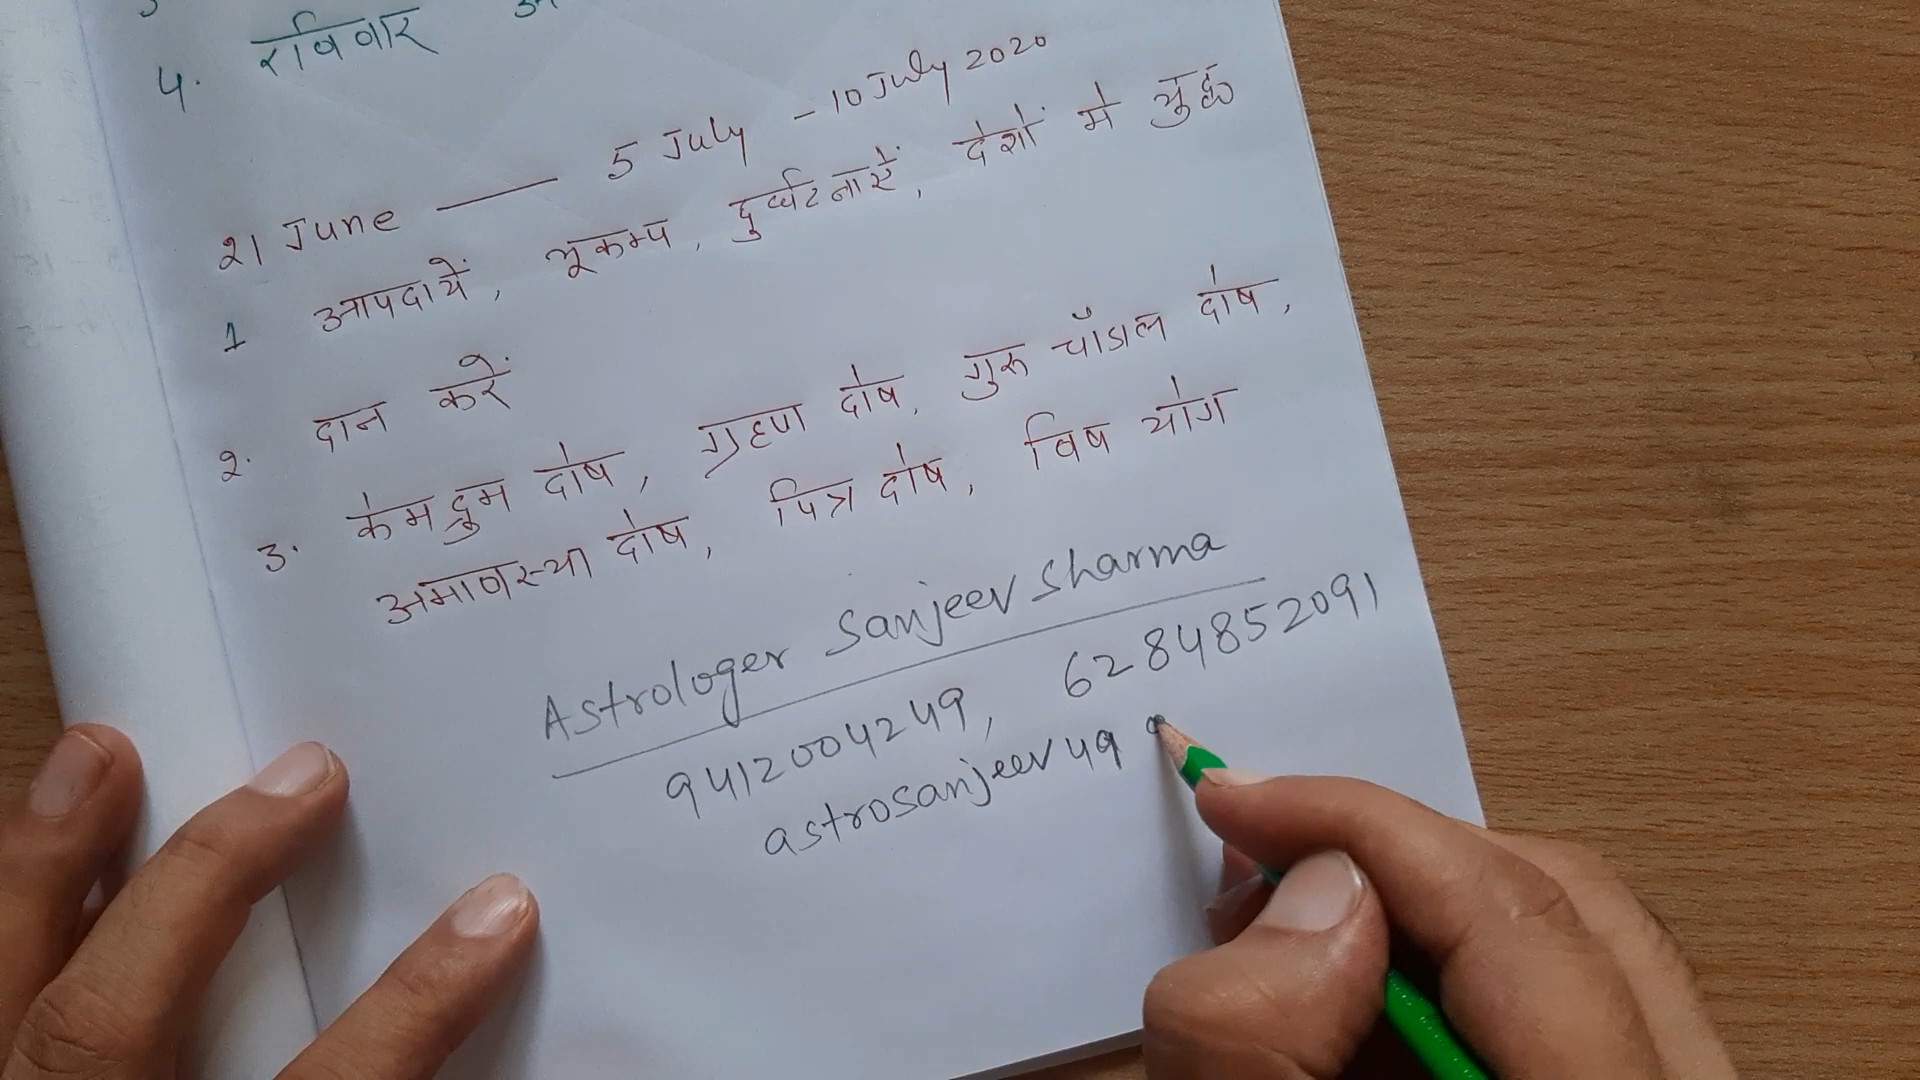 4. रविवार
21 June —— 5 July - 10 July 2020
1 आपदायें, भूकम्प, दुर्घटनाऐं, देशों में युद्ध
2. दान करें
3. केमद्रुम दोष, ग्रहण दोष, गुरू चाँडाल दोष,
अमावस्या दोष, पित्र दोष, विष योग
Astrologer Sanjeev Sharma
9412004249, 6284852091
astrosanjeev49